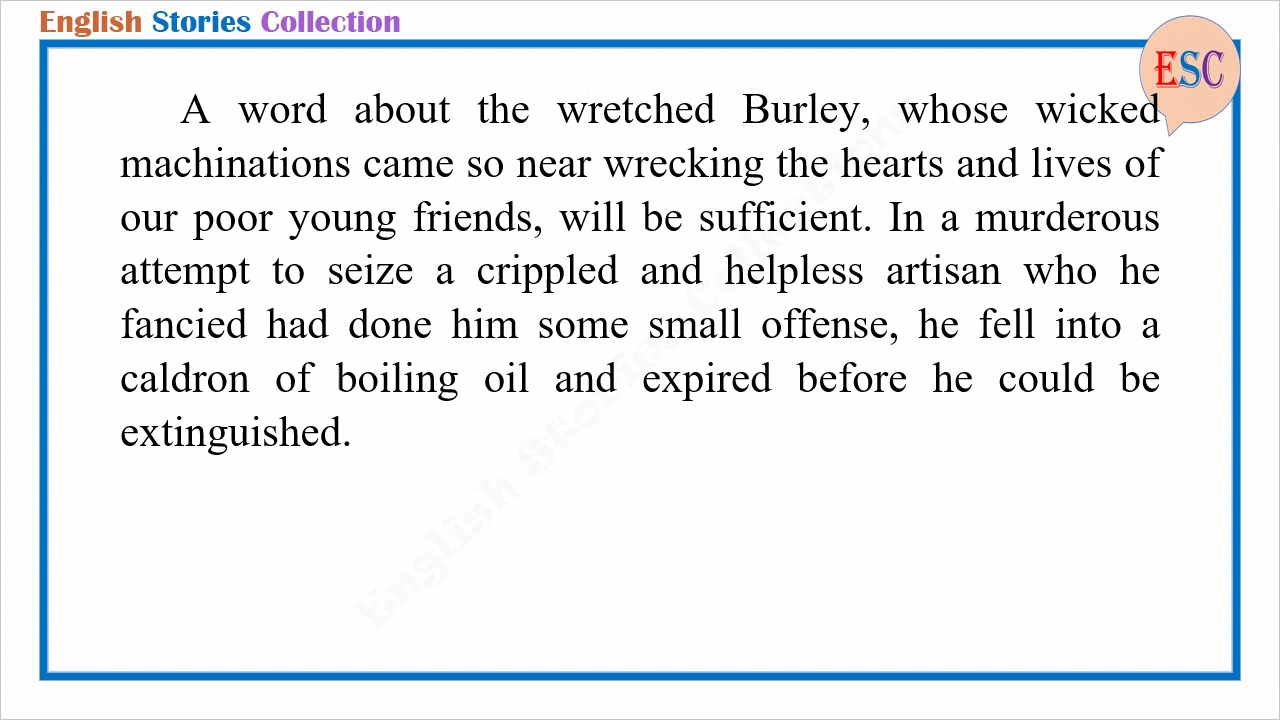 English Stories Collection
ESC
A word about the wretched Burley, whose wicked
machinations came so near wrecking the hearts and lives of
our poor young friends, will be sufficient. In a murderous
attempt to seize a crippled and helpless artisan who he
fancied had done him some small offense, he fell into a
caldron of boiling oil and expired before he could be
extinguished.
English Stories Collection